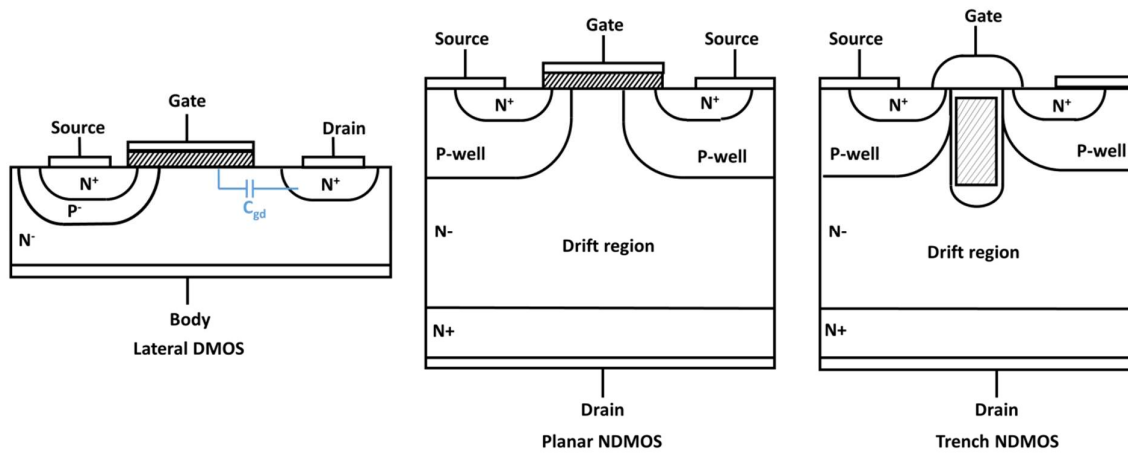 Gate
Source
Drain
N⁺
N⁺
P⁻
C_gd
N⁻
Body
Lateral DMOS
Gate
Source
Source
N⁺
N⁺
P-well
P-well
N-
Drift region
N+
Drain
Planar NDMOS
Gate
Source
N⁺
N⁺
P-well
P-well
N-
Drift region
N+
Drain
Trench NDMOS